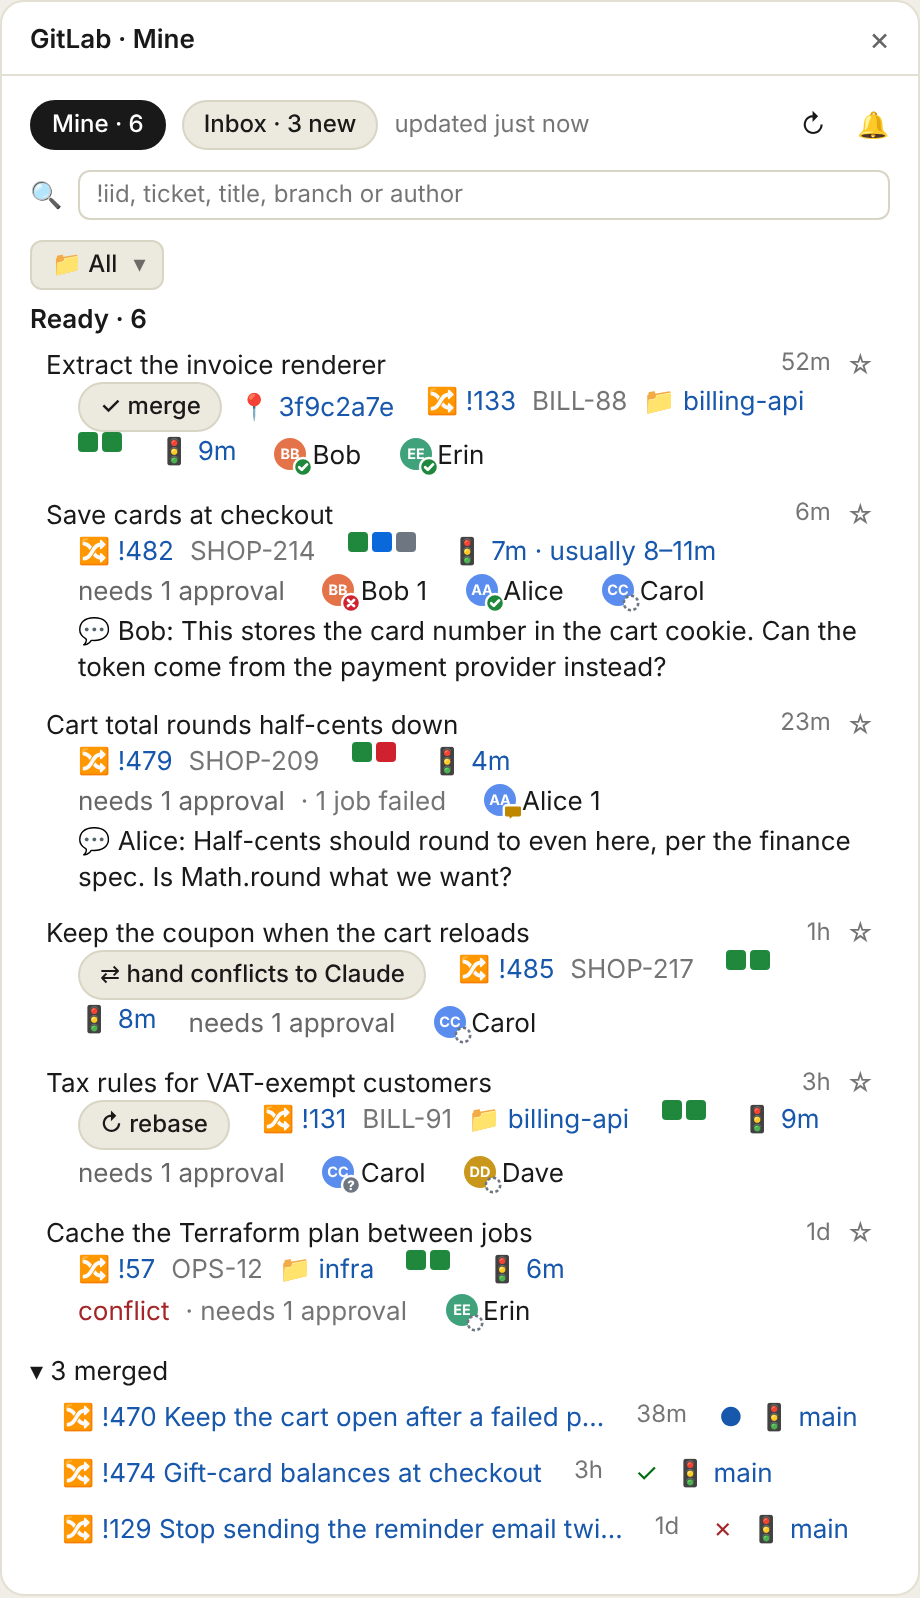 GitLab · Mine ×
Mine · 6 Inbox · 3 new updated just now
!iid, ticket, title, branch or author
All ▾
Ready · 6
Extract the invoice renderer 52m ☆
✓ merge 3f9c2a7e !133 BILL-88 billing-api
9m BB Bob EE Erin
Save cards at checkout 6m ☆
!482 SHOP-214 7m · usually 8–11m
needs 1 approval BB Bob 1 AA Alice CC Carol
Bob: This stores the card number in the cart cookie. Can the
token come from the payment provider instead?
Cart total rounds half-cents down 23m ☆
!479 SHOP-209 4m
needs 1 approval · 1 job failed AA Alice 1
Alice: Half-cents should round to even here, per the finance
spec. Is Math.round what we want?
Keep the coupon when the cart reloads 1h ☆
⇄ hand conflicts to Claude !485 SHOP-217
8m needs 1 approval CC Carol
Tax rules for VAT-exempt customers 3h ☆
↻ rebase !131 BILL-91 billing-api 9m
needs 1 approval CC ? Carol DD Dave
Cache the Terraform plan between jobs 1d ☆
!57 OPS-12 infra 6m
conflict · needs 1 approval EE Erin
▾ 3 merged
!470 Keep the cart open after a failed p... 38m main
!474 Gift-card balances at checkout 3h ✓ main
!129 Stop sending the reminder email twi... 1d × main